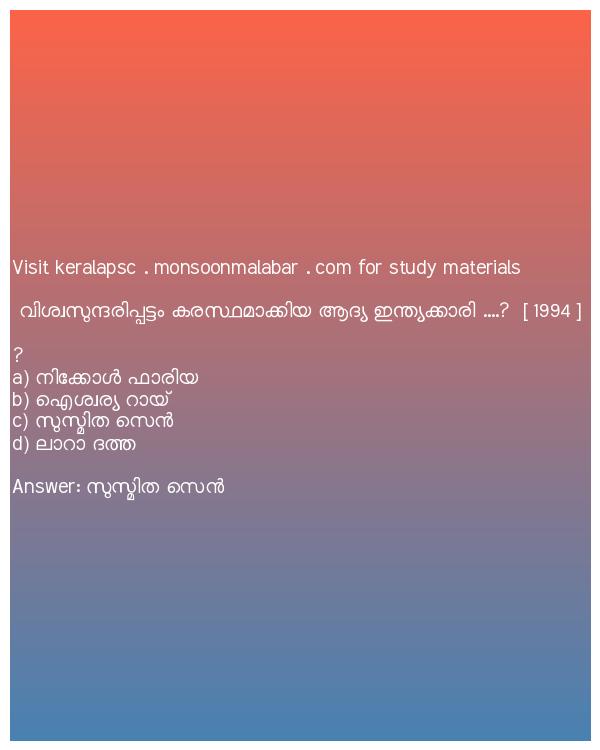 Visit keralapsc . monsoonmalabar . com for study materials
വിശ്വസുന്ദരിപ്പട്ടം കരസ്ഥമാക്കിയ ആദ്യ ഇന്ത്യക്കാരി ....? [ 1994 ]
?
a) നിക്കോൾ ഫാരിയ
b) ഐശ്വര്യ റായ്
c) സുസ്മിത സെൻ
d) ലാറാ ദത്ത
Answer: സുസ്മിത സെൻ